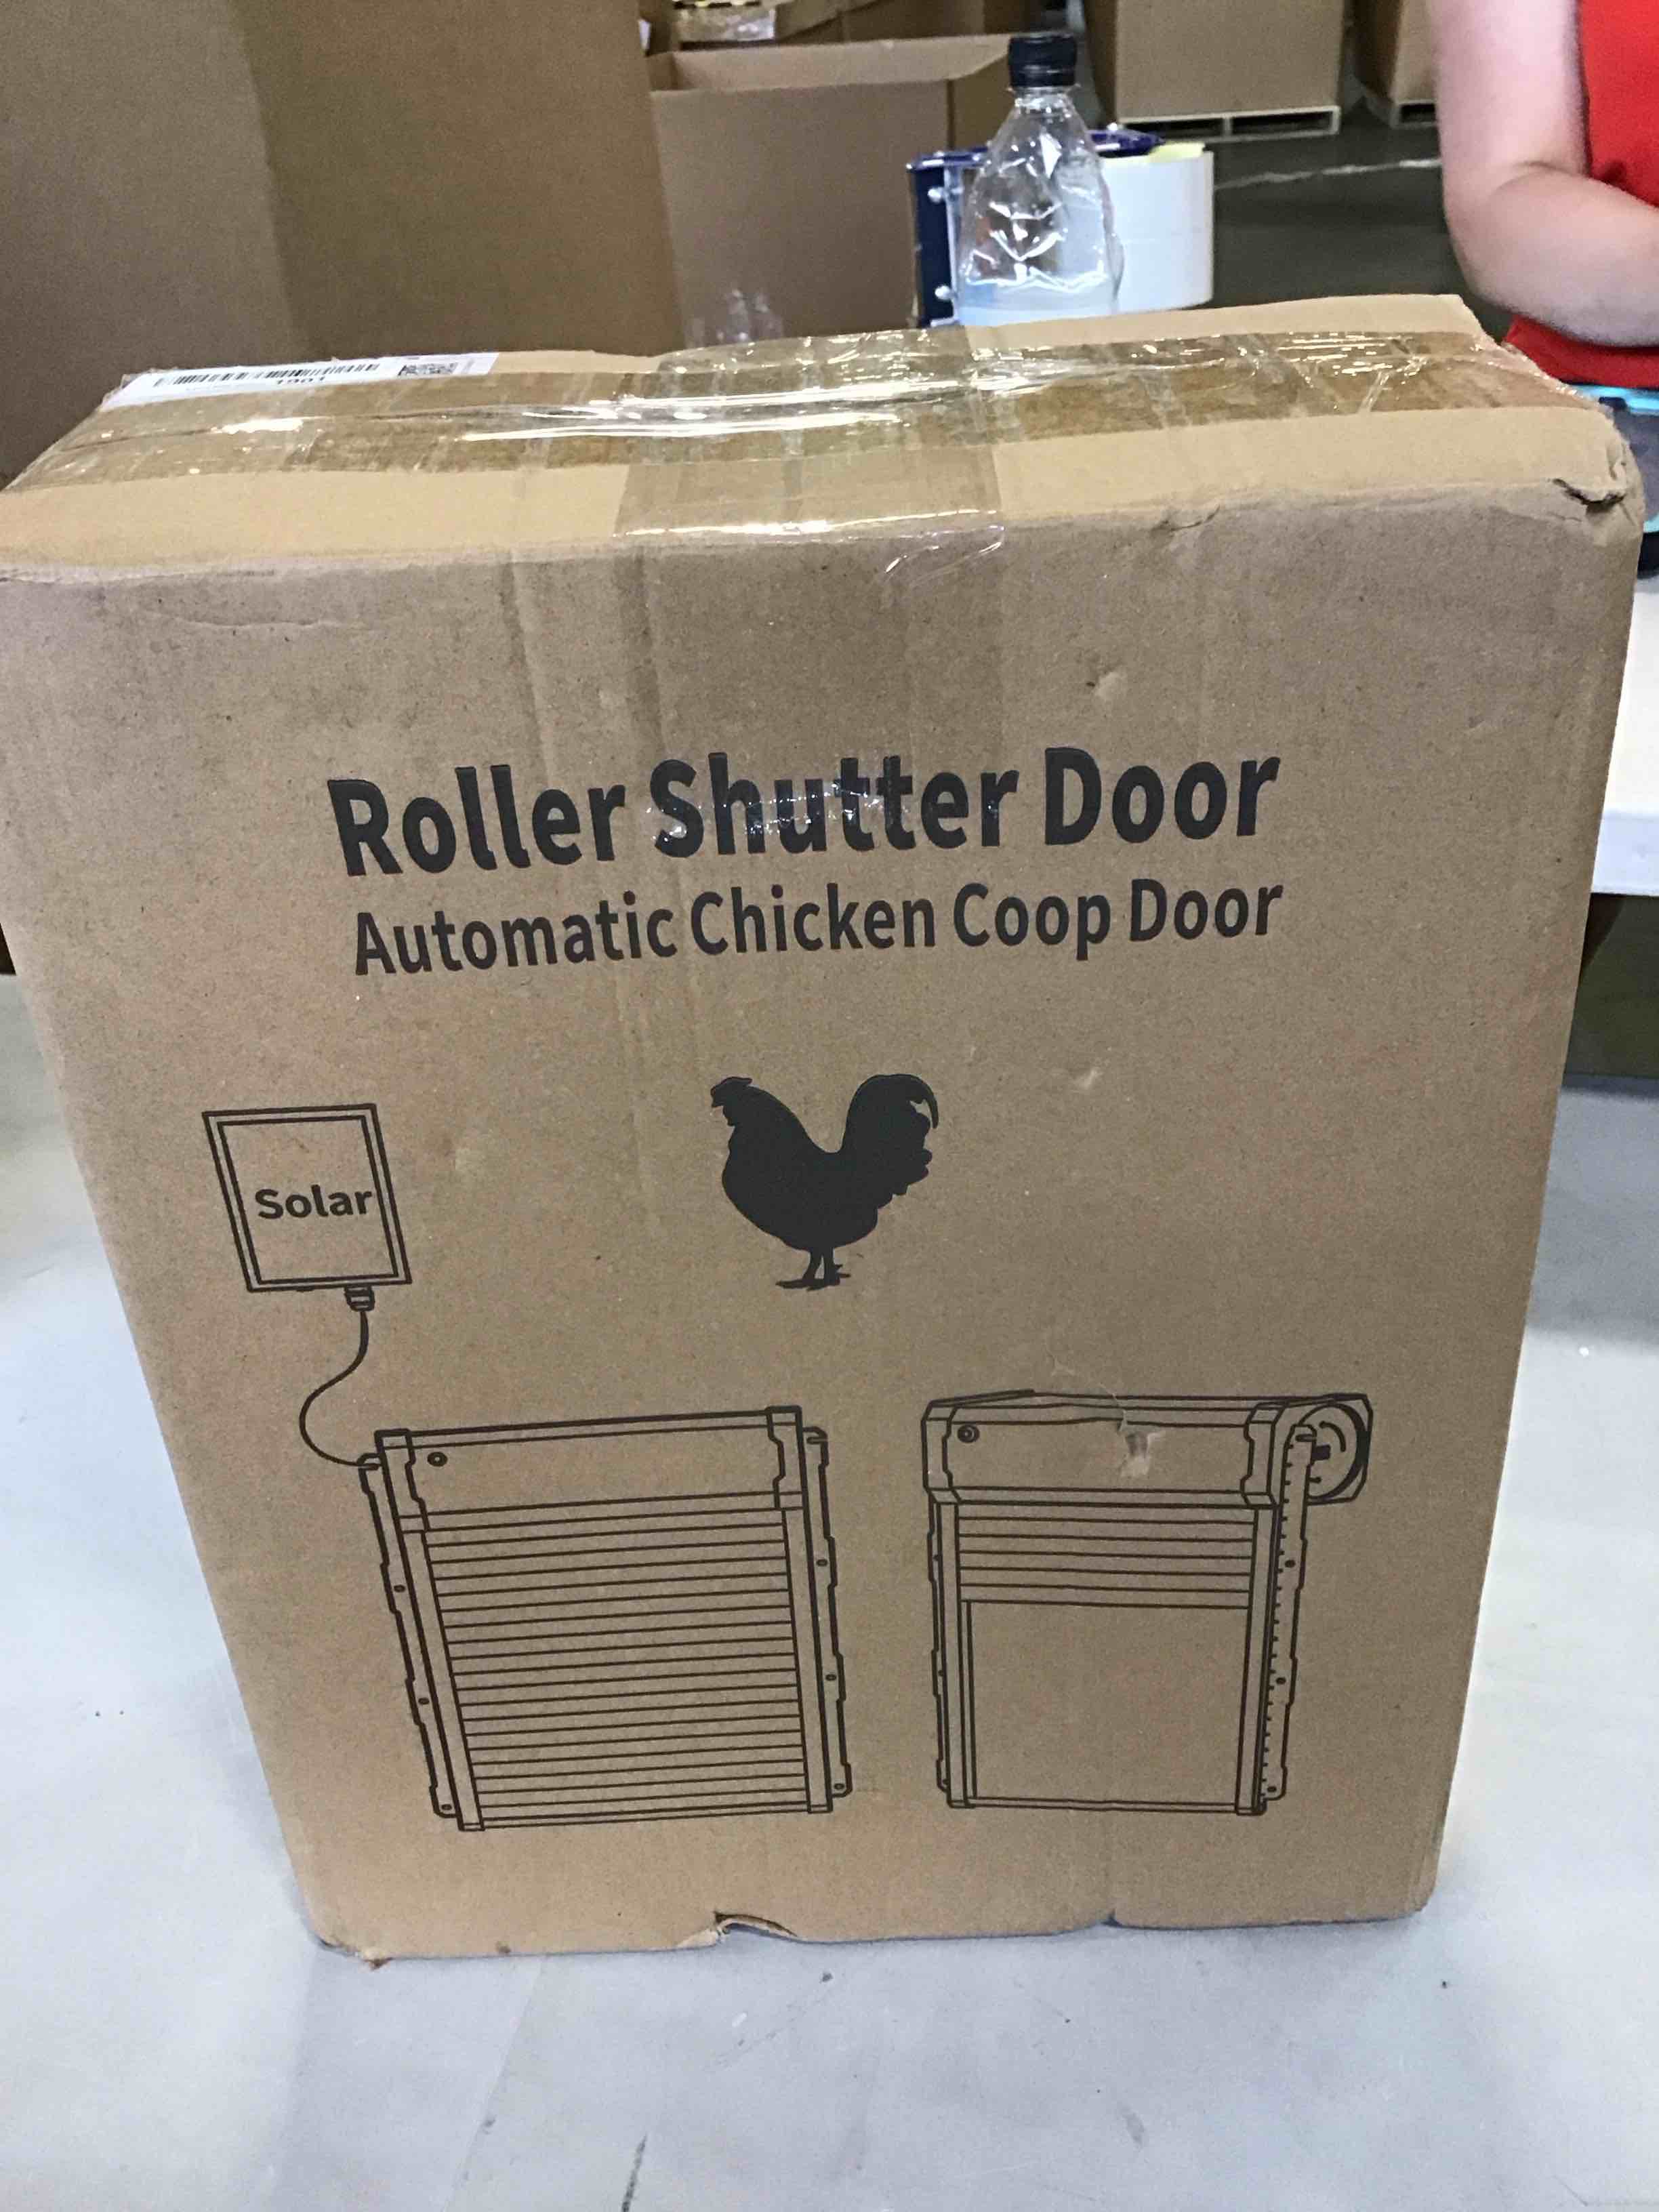 Roller Shutter Door
Automatic Chicken Coop Door
Solar